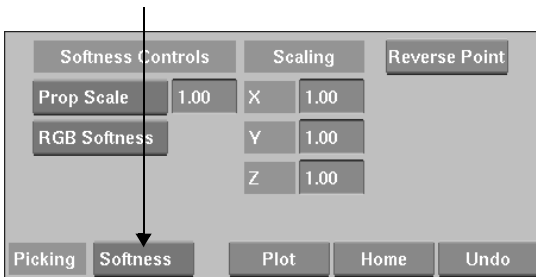 Softness Controls Scaling Reverse Point
Prop Scale 1.00 X 1.00
RGB Softness Y 1.00
Z 1.00
Picking Softness Plot Home Undo